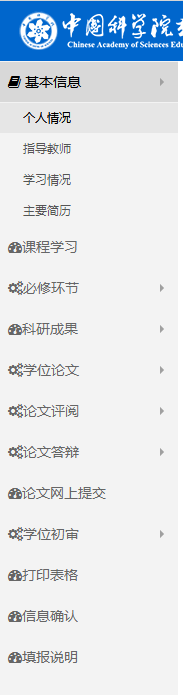 中国科学院
Chinese Academy of Sciences Edu
基本信息
个人情况
指导教师
学习情况
主要简历
课程学习
必修环节
科研成果
学位论文
论文评阅
论文答辩
论文网上提交
学位初审
打印表格
信息确认
填报说明